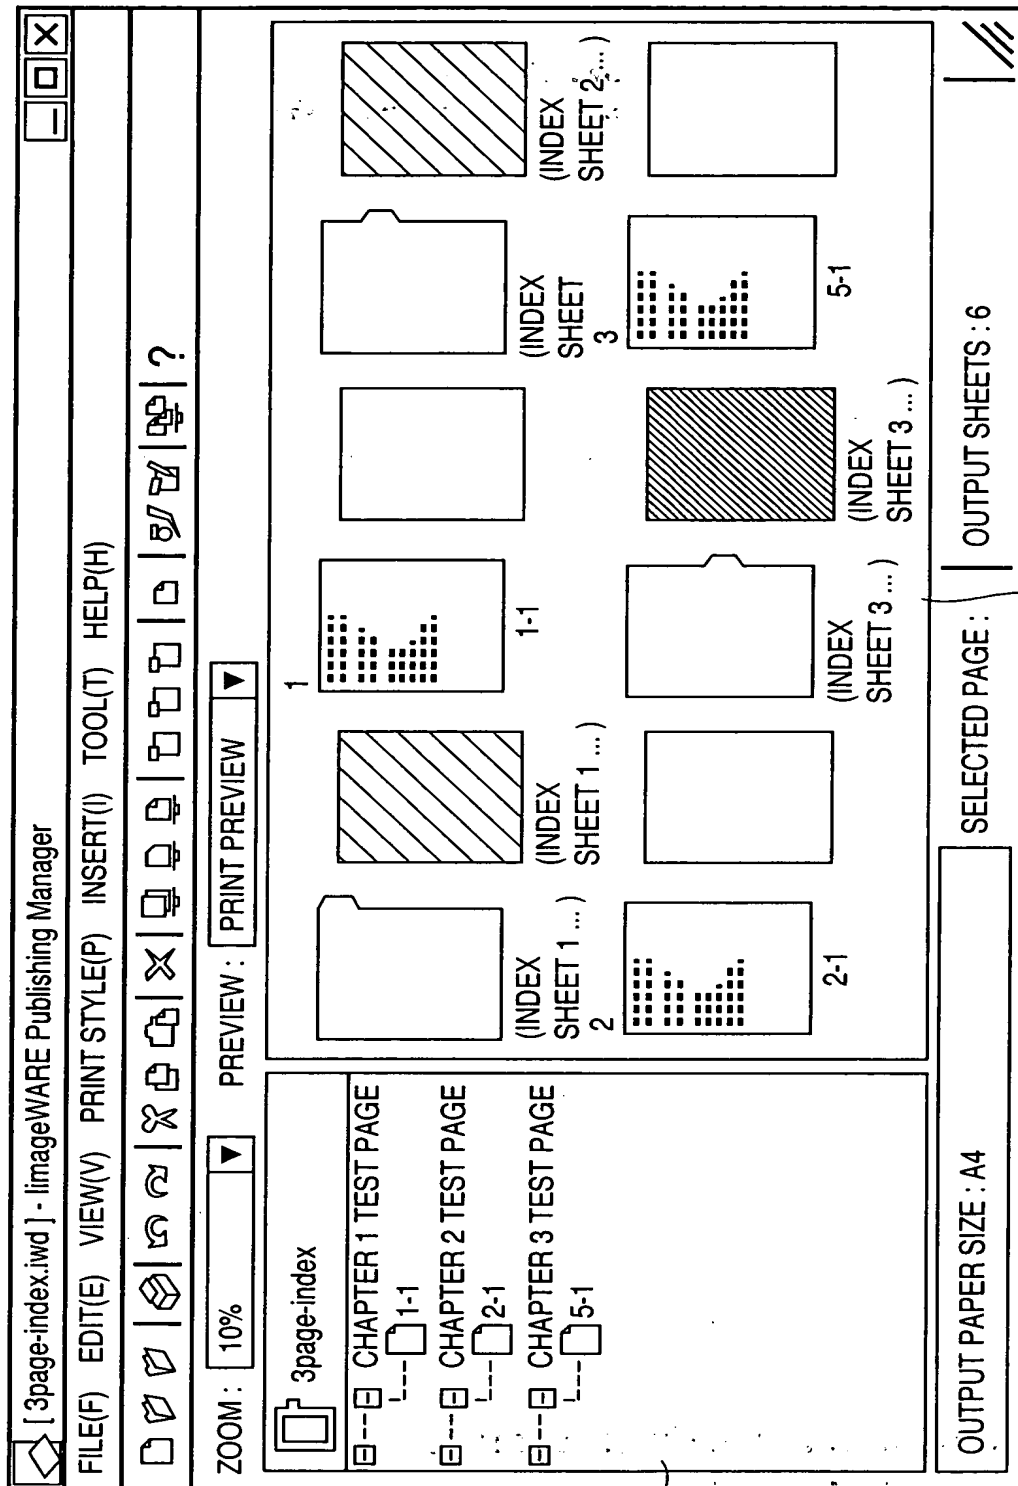 [ 3page-index.iwd ] - IimageWARE Publishing Manager
FILE(F) EDIT(E) VIEW(V) PRINT STYLE(P) INSERT(I) TOOL(T) HELP(H)
?
ZOOM : 10% PREVIEW : PRINT PREVIEW
3page-index
CHAPTER 1 TEST PAGE
1-1
CHAPTER 2 TEST PAGE
2-1
CHAPTER 3 TEST PAGE
5-1
(INDEX
SHEET 1 ...)
(INDEX
SHEET 1 ...)
1
1-1
(INDEX
SHEET
3
(INDEX
SHEET 2 ...)
2
2-1
(INDEX
SHEET 3 ...)
(INDEX
SHEET 3 ...)
5-1
OUTPUT PAPER SIZE : A4
SELECTED PAGE :
OUTPUT SHEETS : 6